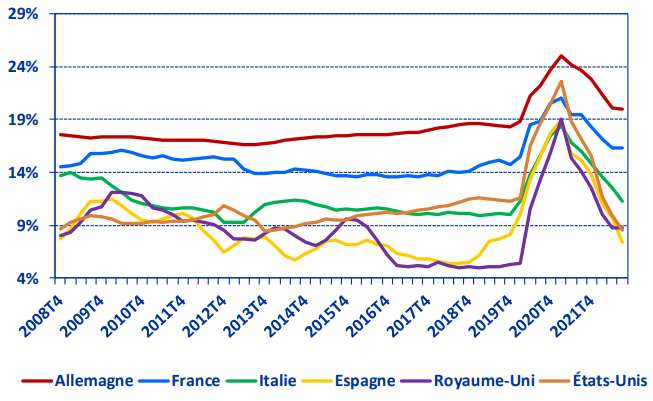 29%
24%
19%
14%
9%
4%
2008T4
2009T4
2010T4
2011T4
2012T4
2013T4
2014T4
2015T4
2016T4
2017T4
2018T4
2019T4
2020T4
2021T4
Allemagne France Italie Espagne Royaume-Uni États-Unis